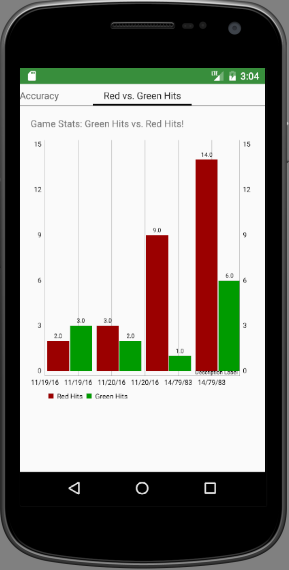 3:04
Accuracy Red vs. Green Hits
Game Stats: Green Hits vs. Red Hits!
15 15
14.0
12 12
9 9.0 9
6 6.0 6
3 2.0 3.0 3.0 2.0 1.0 3
0 Description Label 0
11/19/16 11/19/16 11/20/16 11/20/16 14/79/83 14/79/83
Red Hits Green Hits